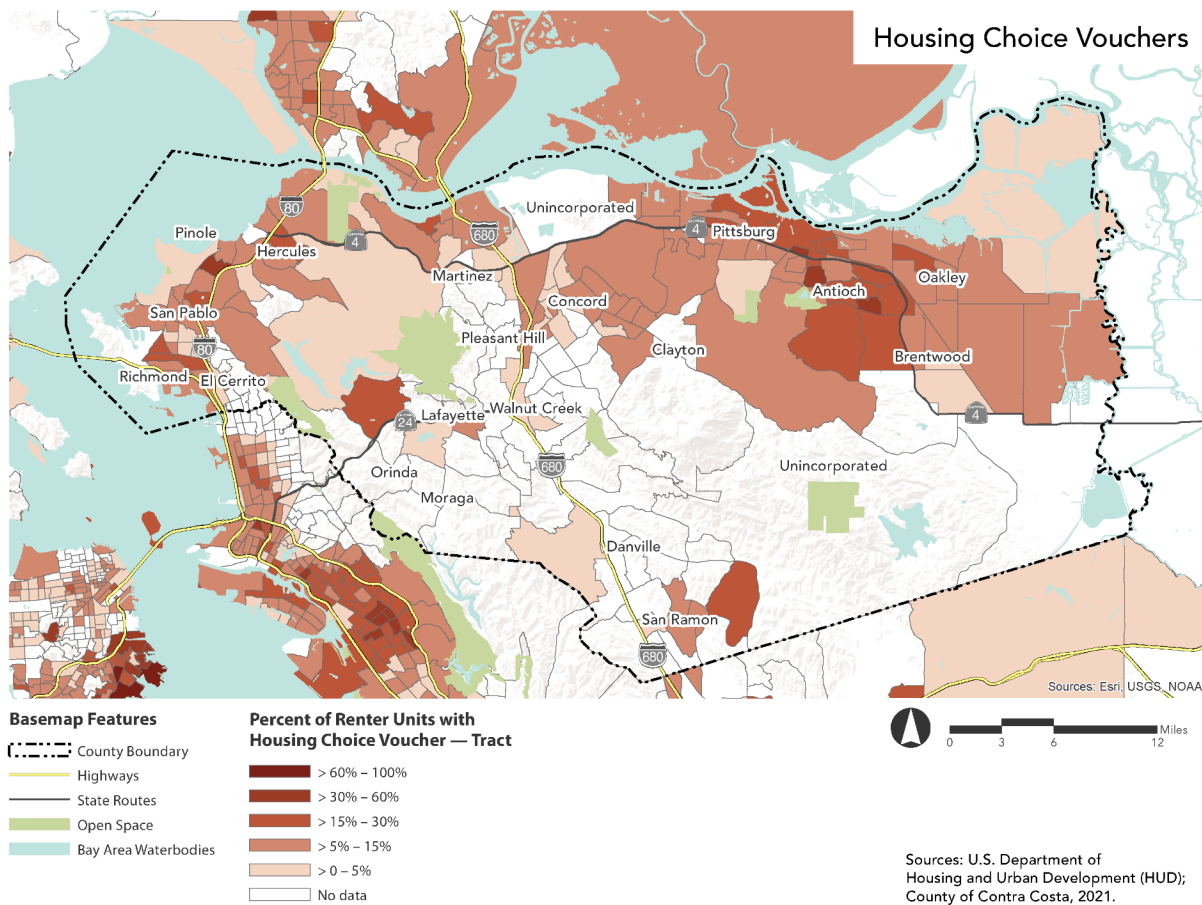 Housing Choice Vouchers
Unincorporated
80
Pinole
4
Pittsburg
680
4
Hercules
Martinez
Oakley
Antioch
Concord
San Pablo
Pleasant Hill
80
Clayton
Brentwood
Richmond
El Cerrito
Lafayette
Walnut Creek
4
24
Orinda
680
Unincorporated
Moraga
Danville
San Ramon
680
Sources: Esri, USGS, NOAA
Basemap Features
County Boundary
Highways
State Routes
Open Space
Bay Area Waterbodies
Percent of Renter Units with
Housing Choice Voucher — Tract
> 60% – 100%
> 30% – 60%
> 15% – 30%
> 5% – 15%
> 0 – 5%
No data
Miles
0 3 6 12
Sources: U.S. Department of
Housing and Urban Development (HUD);
County of Contra Costa, 2021.